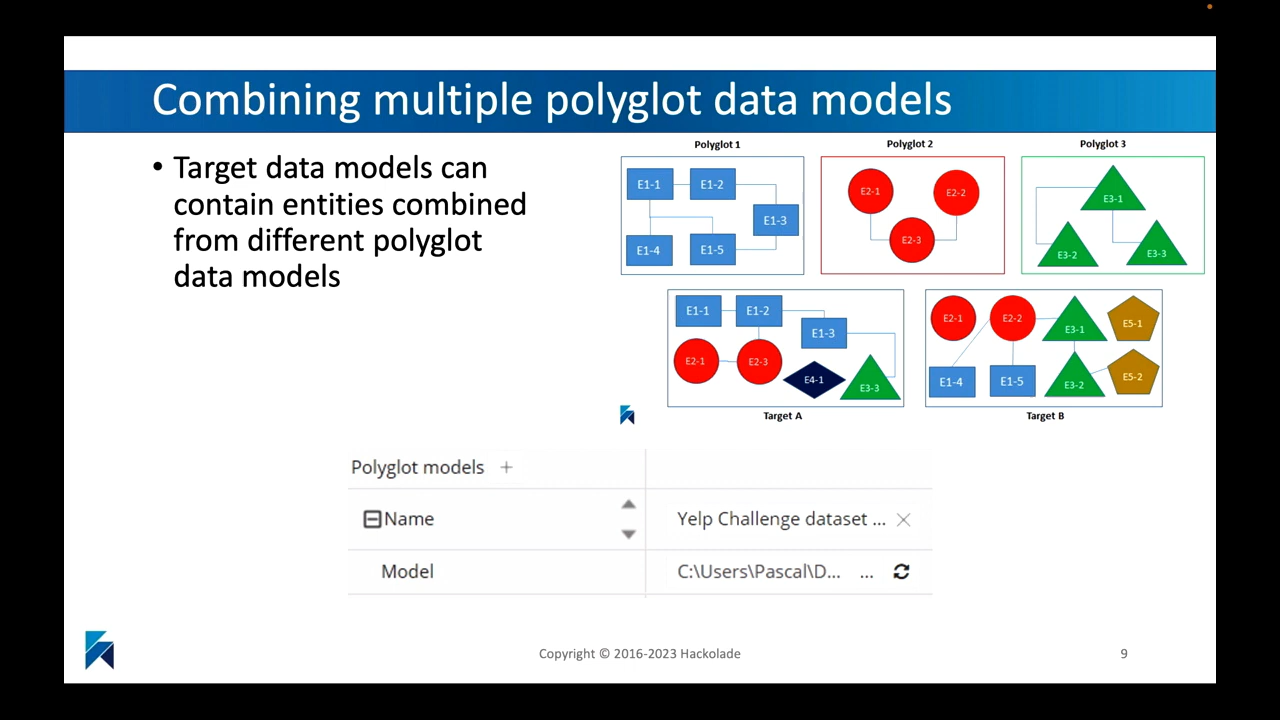 Combining multiple polyglot data models
• Target data models can
contain entities combined
from different polyglot
data models
Polyglot 1
Polyglot 2
Polyglot 3
E1-1
E1-2
E1-3
E1-4
E1-5
E2-1
E2-2
E2-3
E3-1
E3-2
E3-3
E1-1
E1-2
E1-3
E2-1
E2-3
E4-1
E3-3
Target A
E2-1
E2-2
E3-1
E5-1
E1-4
E1-5
E3-2
E5-2
Target B
Polyglot models +
Name
Yelp Challenge dataset ...
Model
C:\Users\Pascal\D... ...
Copyright © 2016-2023 Hackolade
9